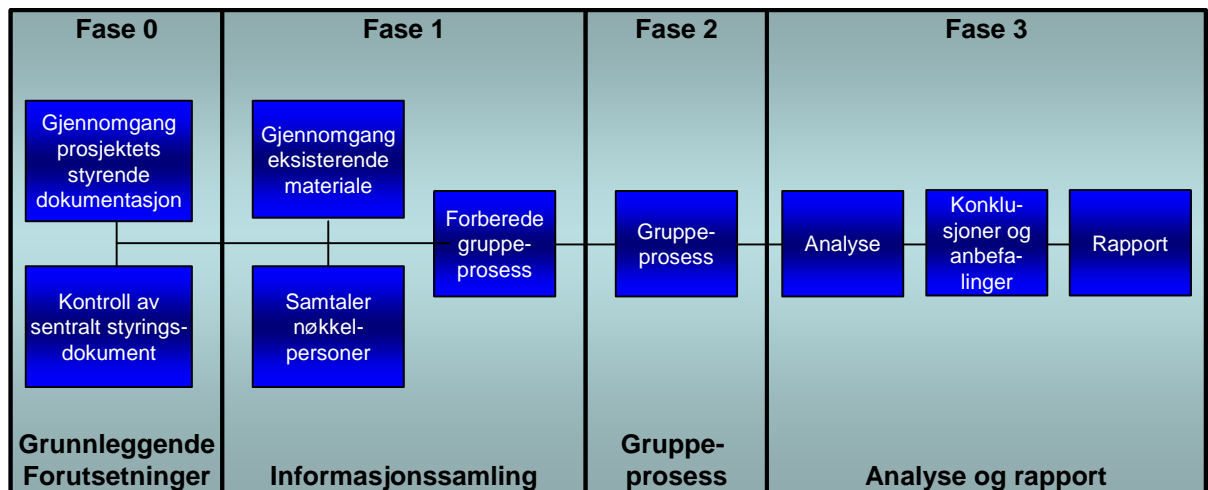 Fase 0
Gjennomgang
prosjektets
styrende
dokumentasjon
Kontroll av
sentralt styrings-
dokument
Grunnleggende
Forutsetninger
Fase 1
Gjennomgang
eksisterende
materiale
Samtaler
nøkkel-
personer
Forberede
gruppe-
prosess
Informasjonssamling
Fase 2
Gruppe-
prosess
Gruppe-
prosess
Fase 3
Analyse
Konklu-
sjoner og
anbefa-
linger
Rapport
Analyse og rapport